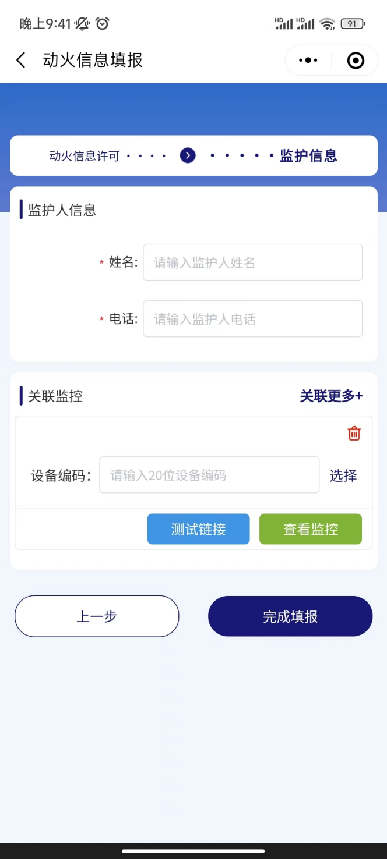 晚上9:41
HD HD 91
动火信息填报
动火信息许可 监护信息
监护人信息
* 姓名: 请输入监护人姓名
* 电话: 请输入监护人电话
关联监控 关联更多+
设备编码: 请输入20位设备编码 选择
测试链接 查看监控
上一步 完成填报